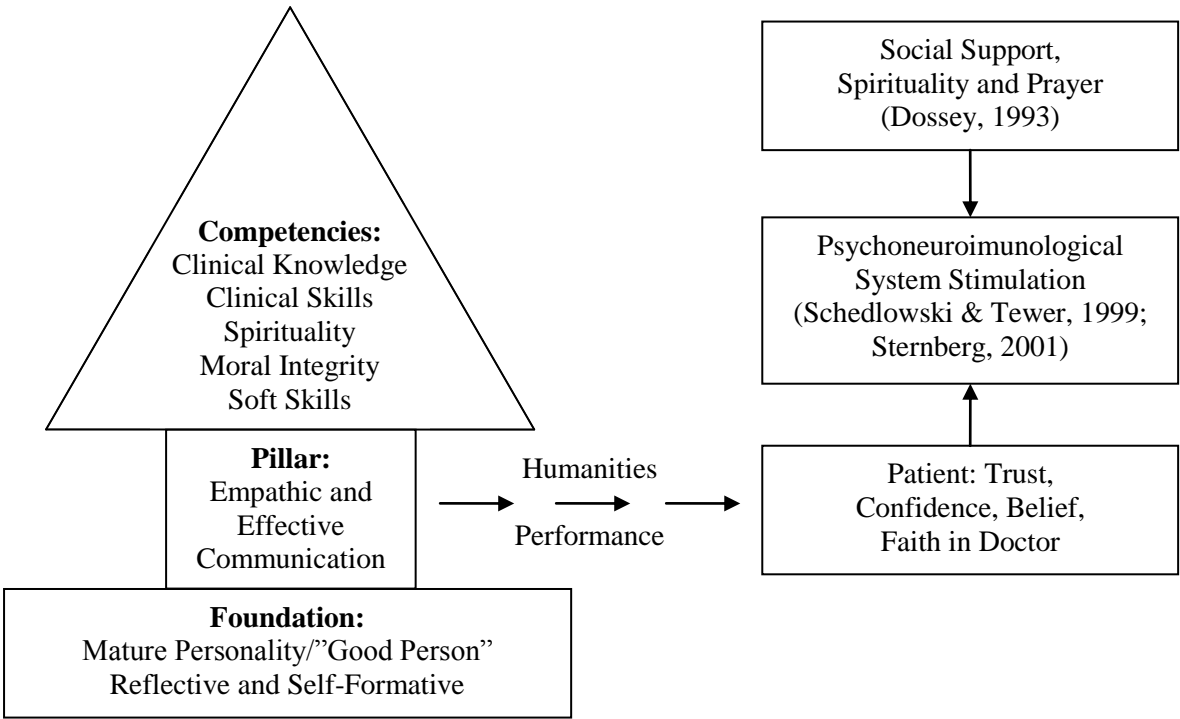 Competencies:
Clinical Knowledge
Clinical Skills
Spirituality
Moral Integrity
Soft Skills
Pillar:
Empathic and
Effective
Communication
Foundation:
Mature Personality/”Good Person”
Reflective and Self-Formative
Humanities
Performance
Social Support,
Spirituality and Prayer
(Dossey, 1993)
Psychoneuroimunological
System Stimulation
(Schedlowski & Tewer, 1999;
Sternberg, 2001)
Patient: Trust,
Confidence, Belief,
Faith in Doctor